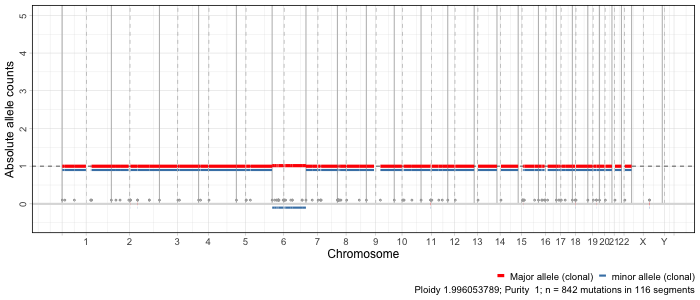 Absolute allele counts
5
4
3
2
1
0
1 2 3 4 5 6 7 8 9 10 11 12 13 14 15 16 17 18 19 20 21 22 X Y
Chromosome
Major allele (clonal) minor allele (clonal)
Ploidy 1.996053789; Purity 1; n = 842 mutations in 116 segments